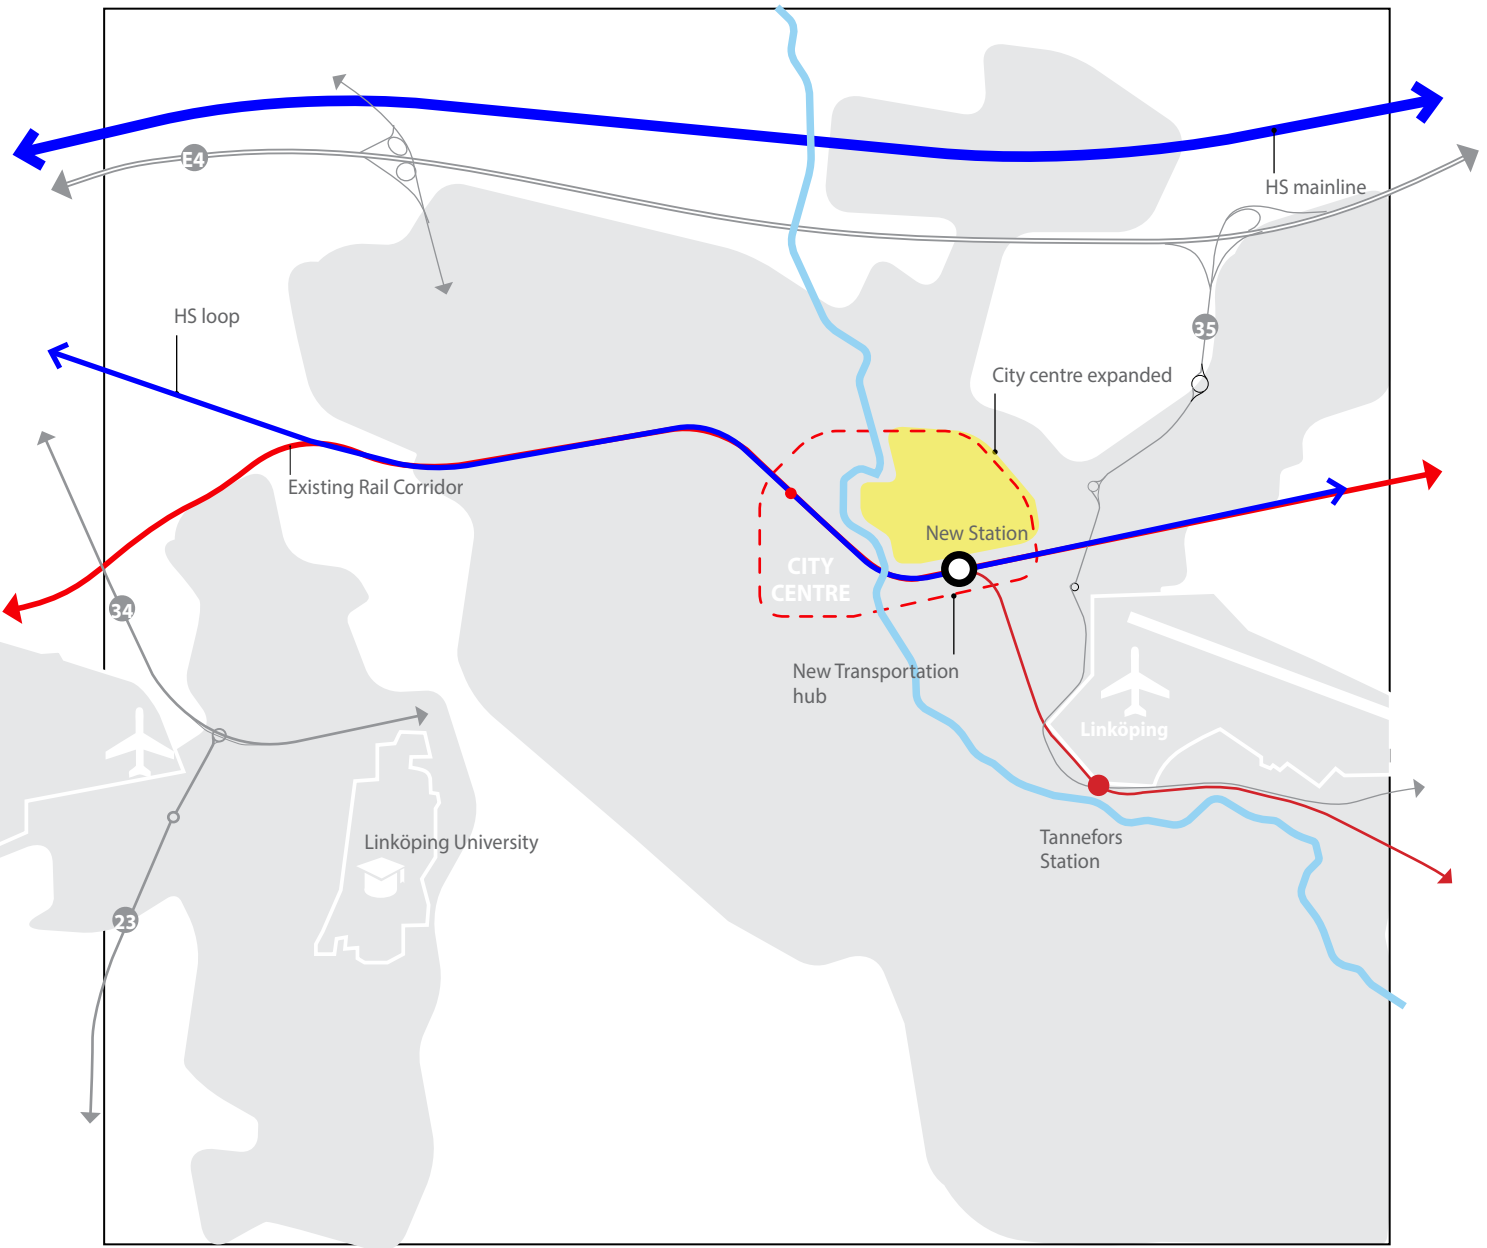 E4
HS mainline
HS loop
35
City centre expanded
Existing Rail Corridor
New Station
CITY
CENTRE
34
New Transportation
hub
Linköping
Linköping University
Tannefors
Station
23